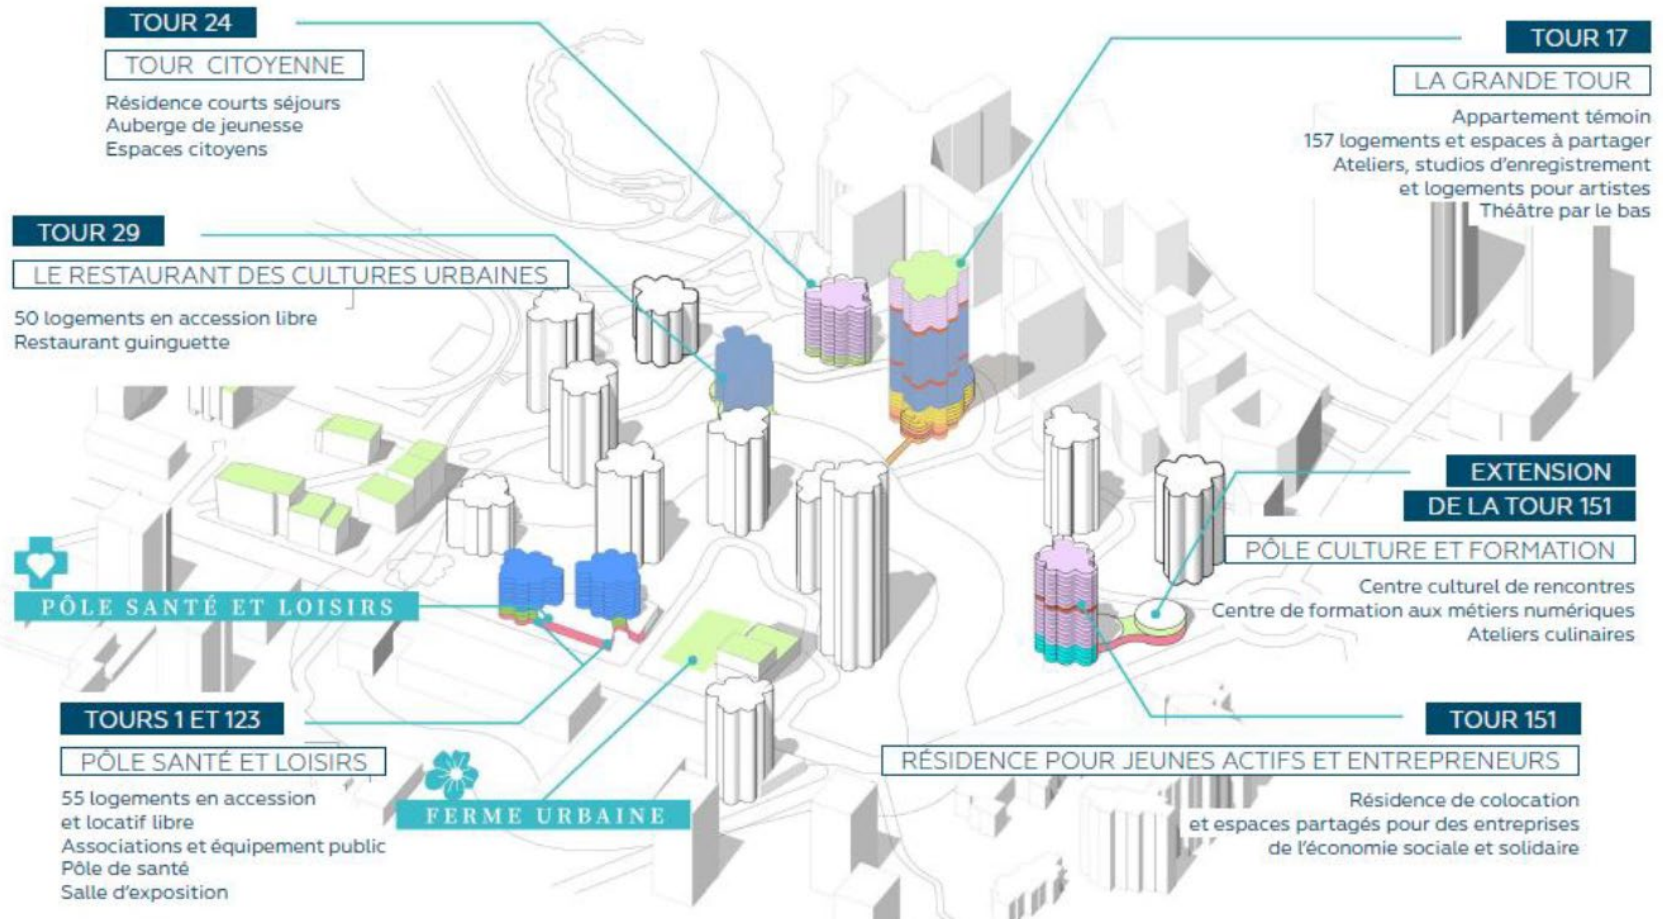 TOUR 24
TOUR CITOYENNE
Résidence courts séjours
Auberge de jeunesse
Espaces citoyens
TOUR 17
LA GRANDE TOUR
Appartement témoin
157 logements et espaces à partager
Ateliers, studios d'enregistrement
et logements pour artistes
Théâtre par le bas
TOUR 29
LE RESTAURANT DES CULTURES URBAINES
50 logements en accession libre
Restaurant guinguette
EXTENSION
DE LA TOUR 151
PÔLE CULTURE ET FORMATION
Centre culturel de rencontres
Centre de formation aux métiers numériques
Ateliers culinaires
PÔLE SANTÉ ET LOISIRS
TOURS 1 ET 123
PÔLE SANTÉ ET LOISIRS
55 logements en accession
et locatif libre
Associations et équipement public
Pôle de santé
Salle d'exposition
FERME URBAINE
TOUR 151
RÉSIDENCE POUR JEUNES ACTIFS ET ENTREPRENEURS
Résidence de colocation
et espaces partagés pour des entreprises
de l'économie sociale et solidaire